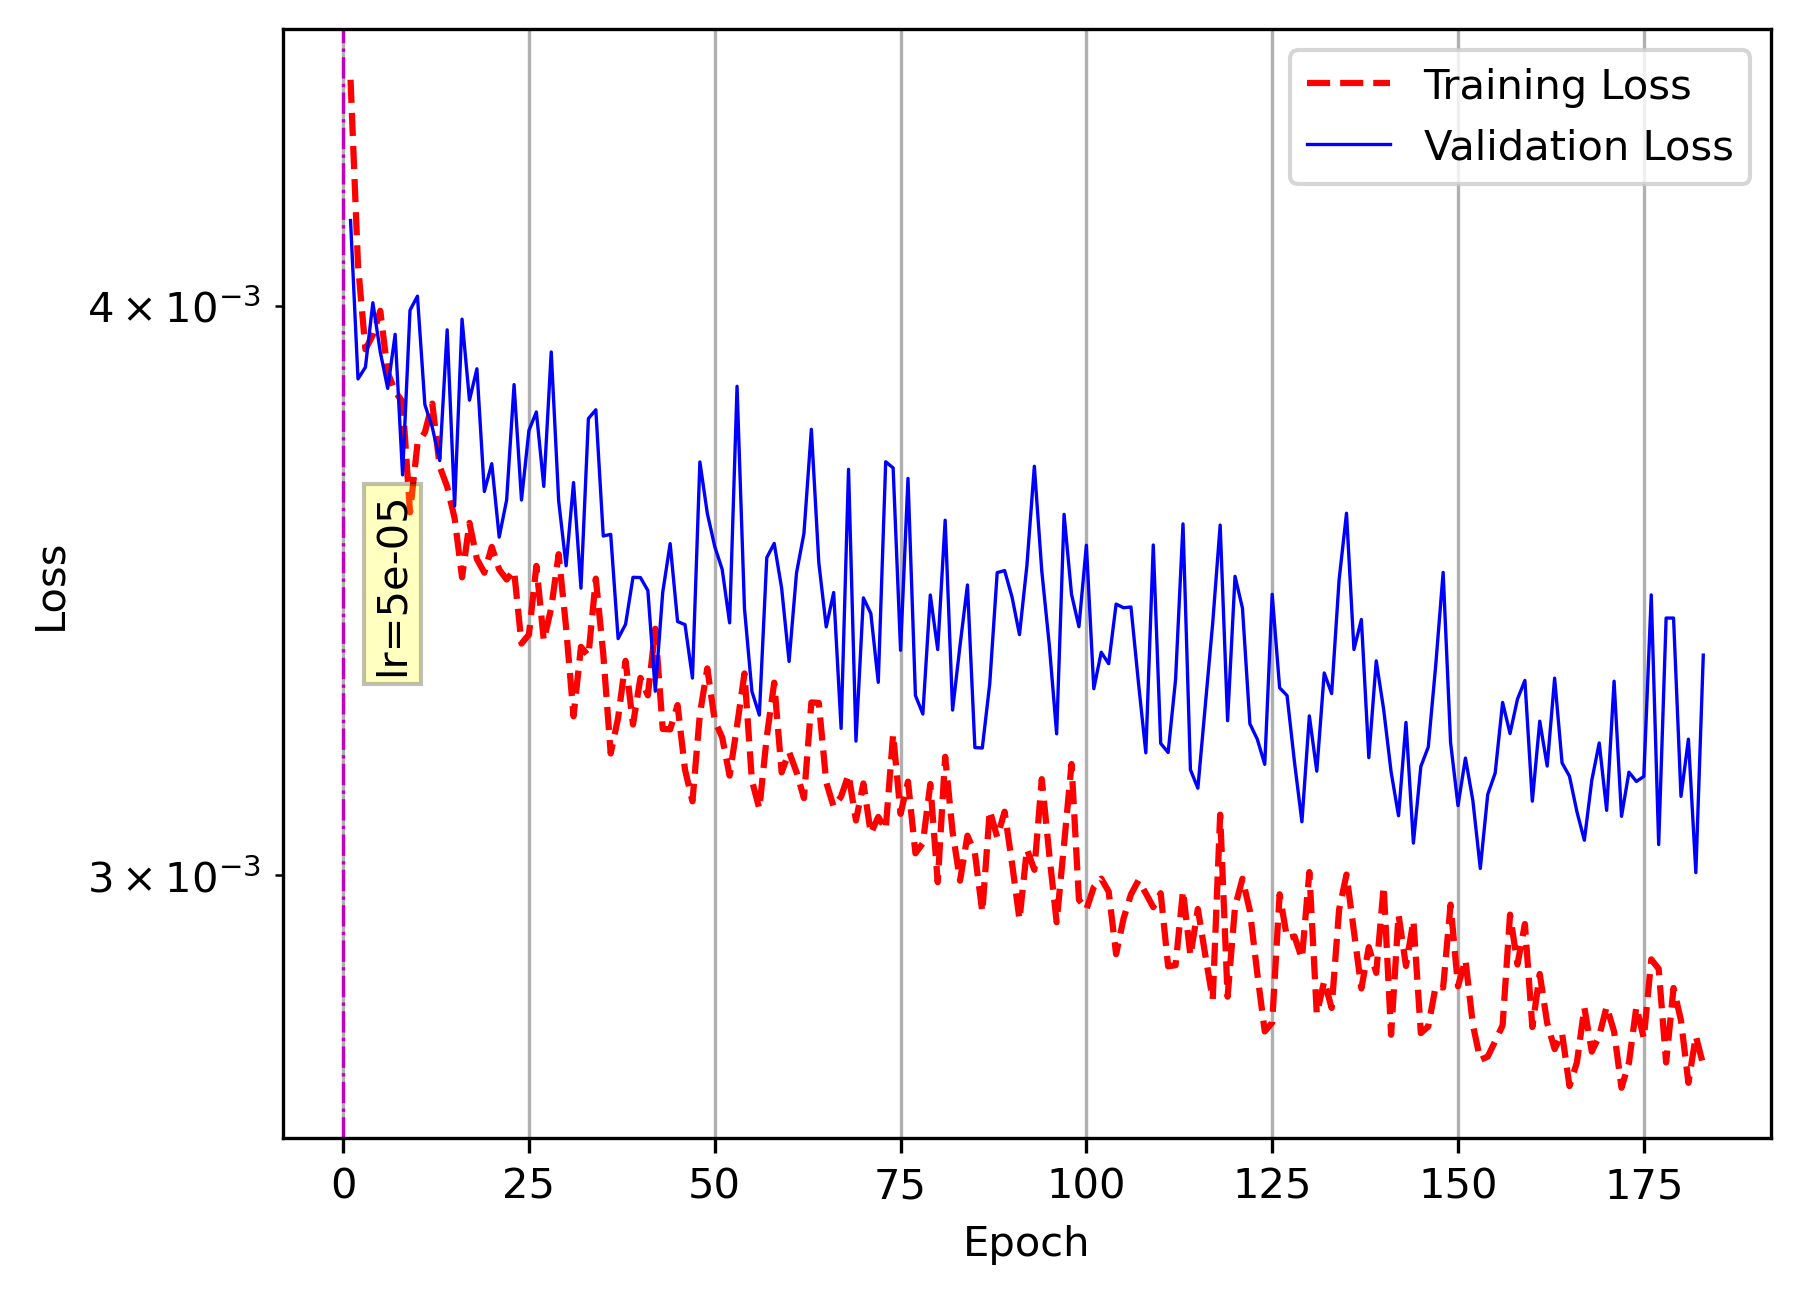 Training Loss
Validation Loss
4 × 10⁻³
3 × 10⁻³
Loss
lr=5e-05
0 25 50 75 100 125 150 175
Epoch